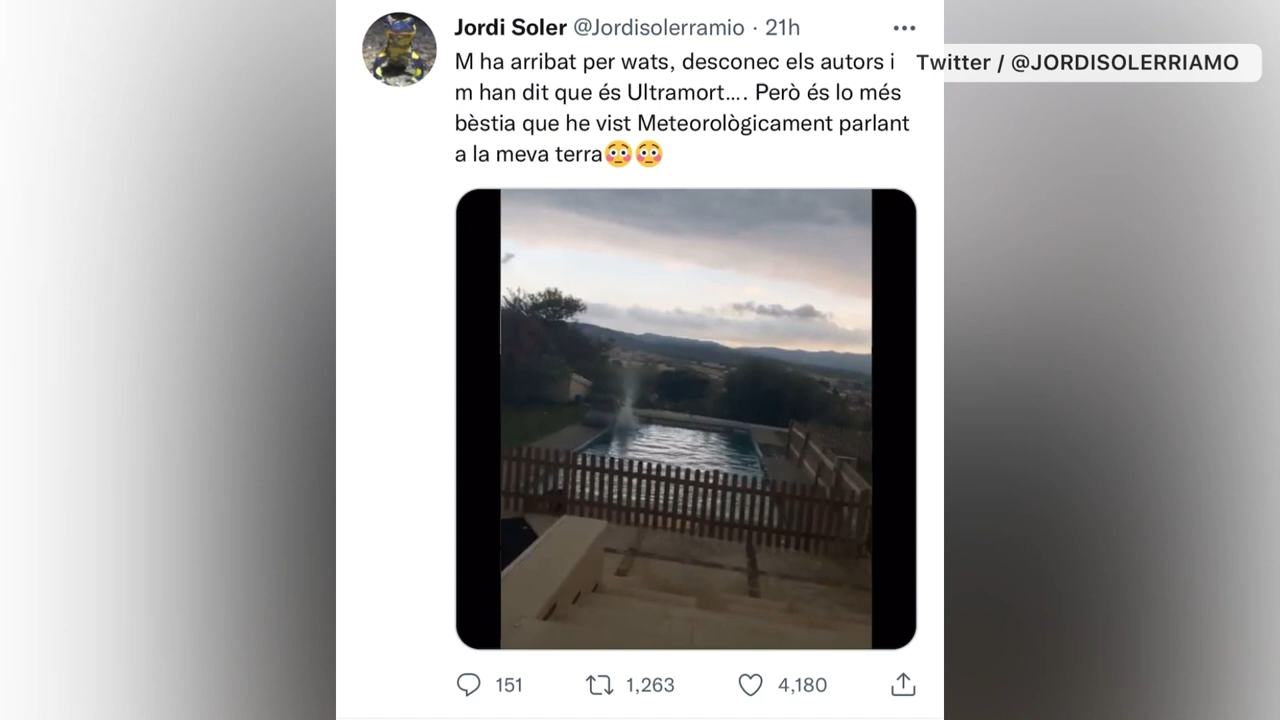 Jordi Soler @Jordisolerramio · 21h
M ha arribat per wats, desconec els autors i
m han dit que és Ultramort.... Però és lo més
bèstia que he vist Meteorològicament parlant
a la meva terra😳😳
Twitter / @JORDISOLERRIAMO
151 1,263 4,180